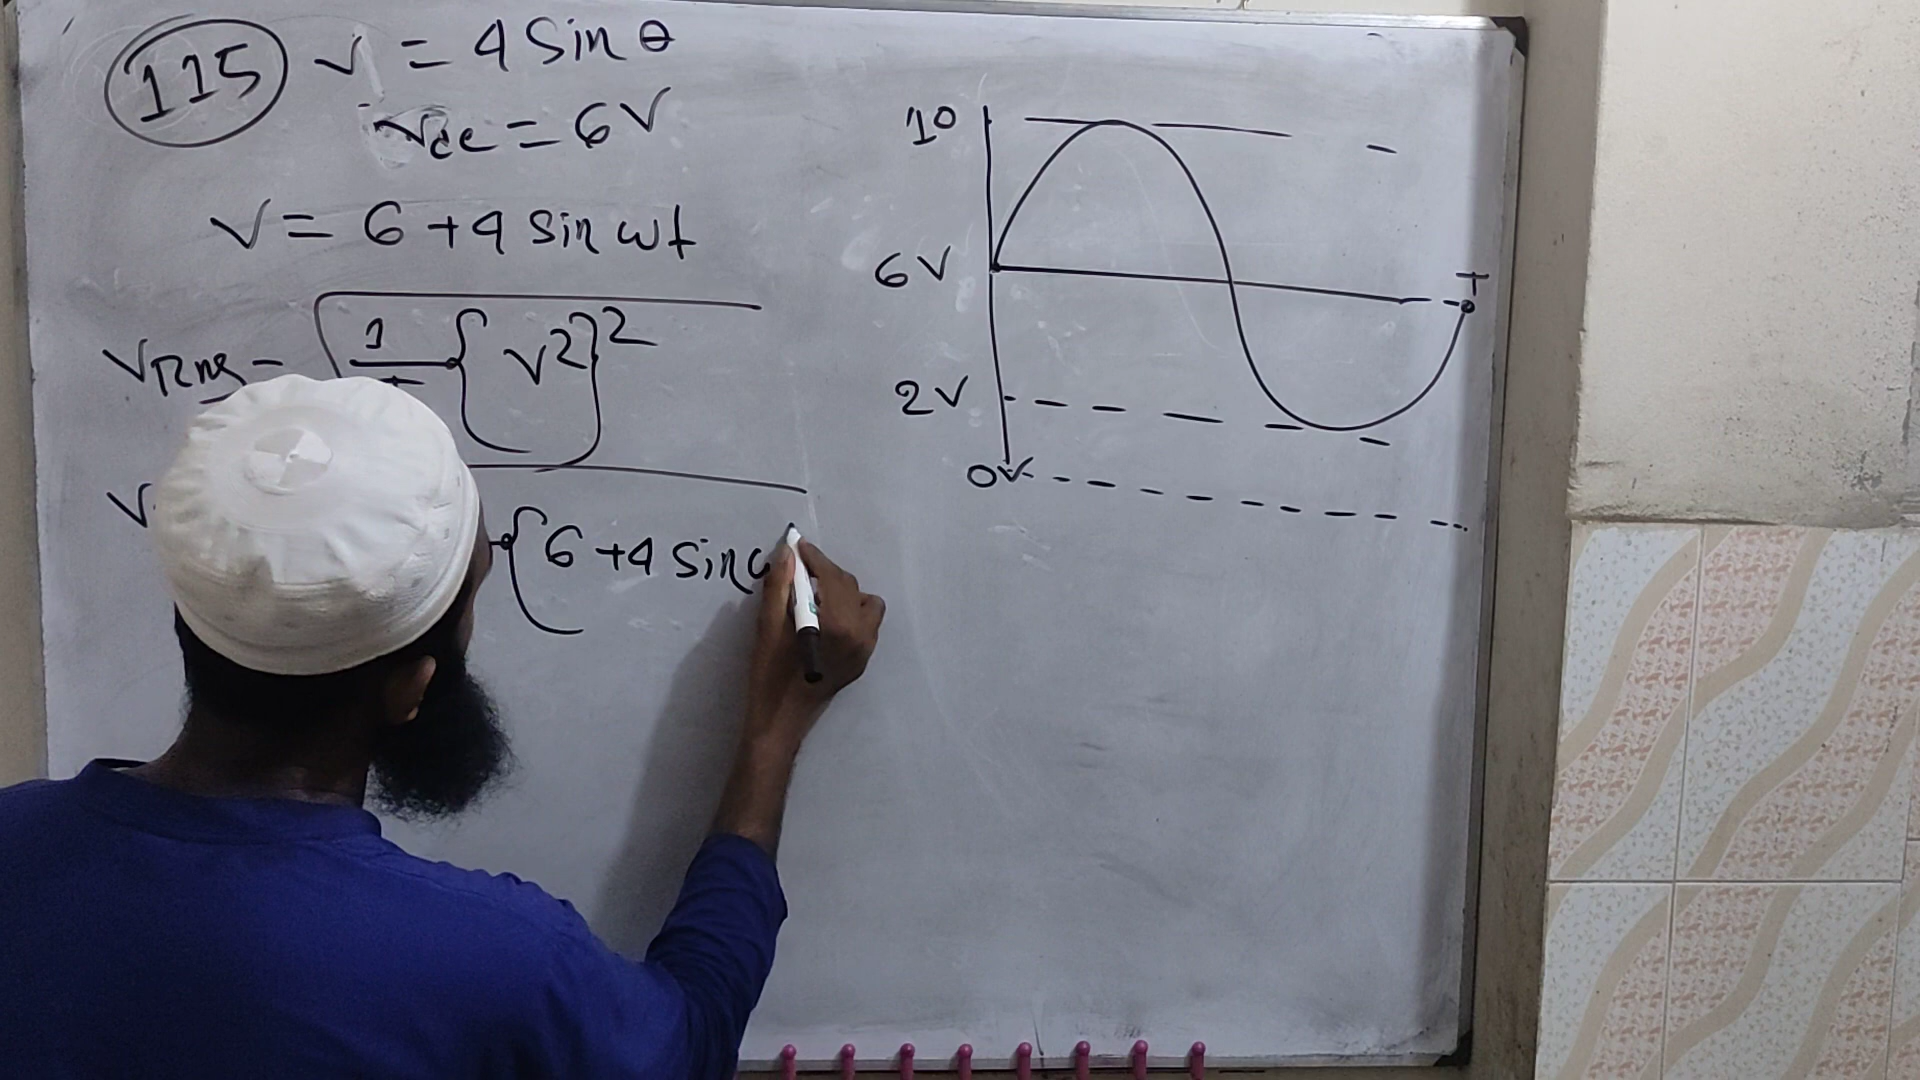 115 V = 4 Sin θ
Vdc = 6V
V = 6 + 4 Sin ωt
VRms = 1 { V² }²
V
{ 6 + 4 Sin ω
10
6V
T
2V
0V